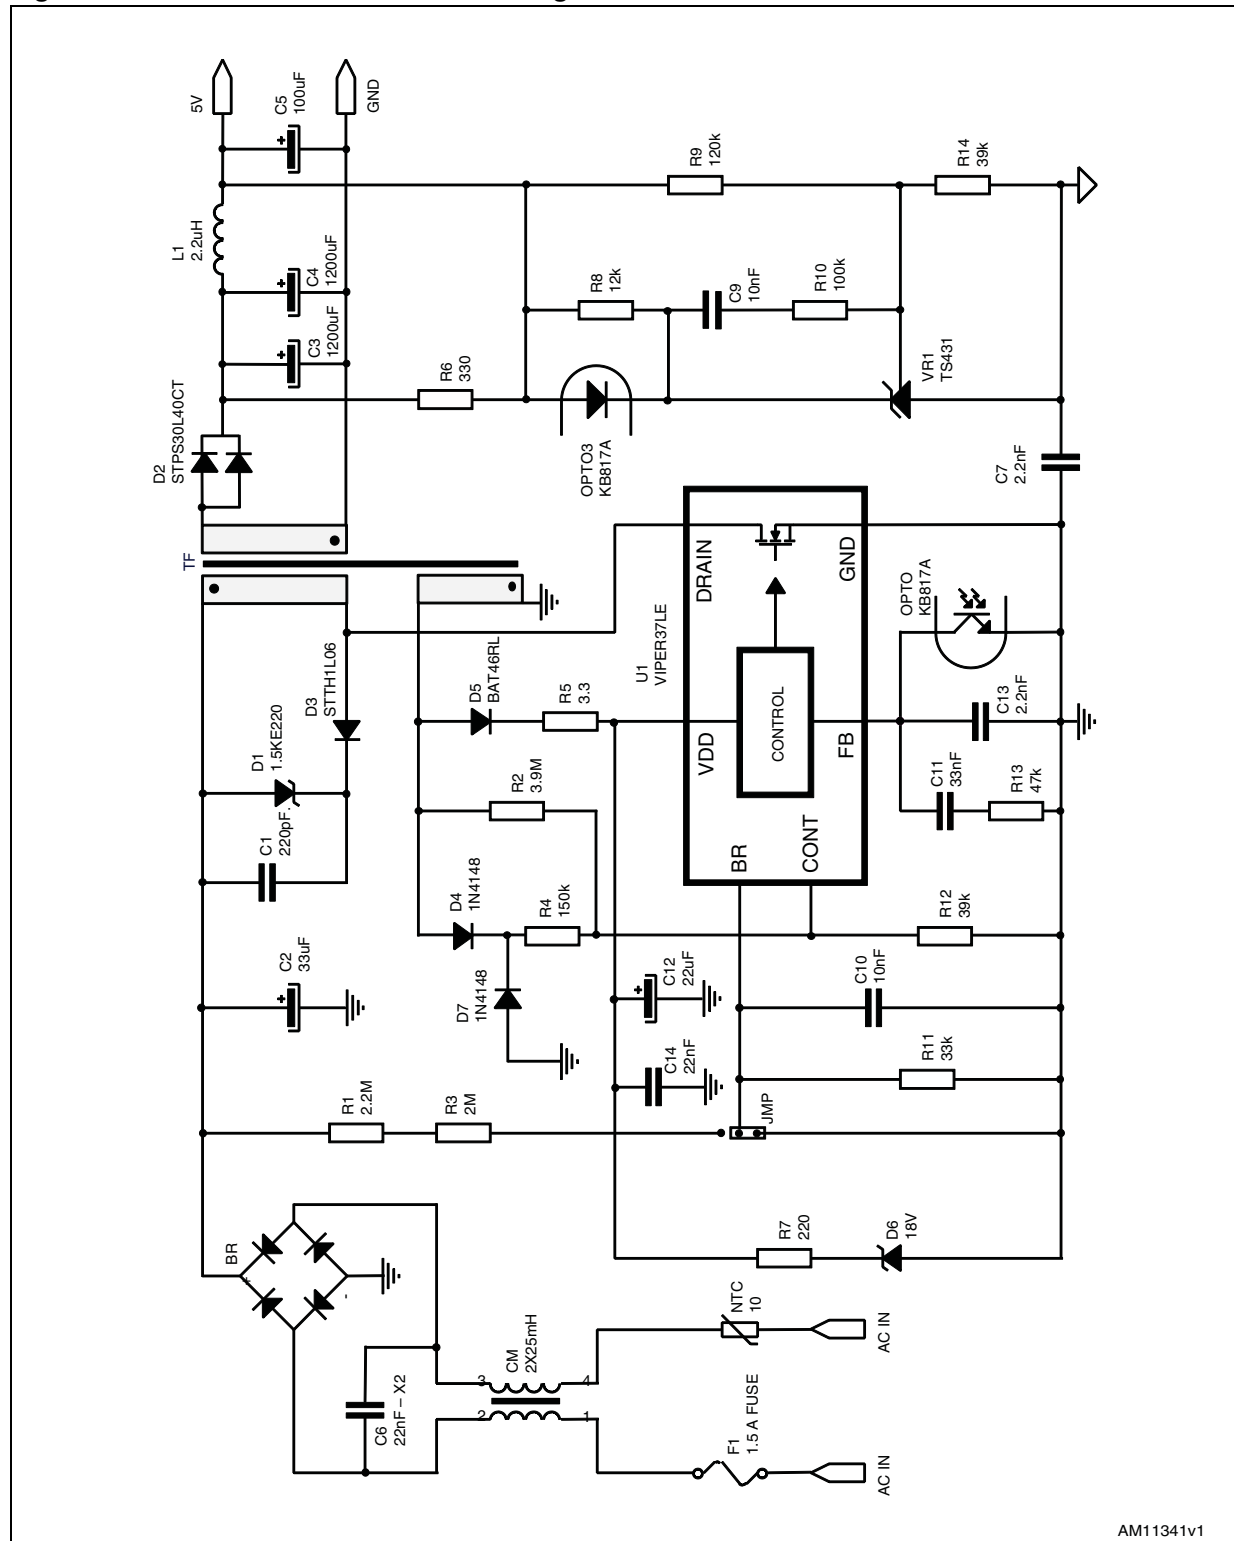 AC IN
F1
1.5 A FUSE
AC IN
NTC
10
CM
2X25mH
1
2
3
4
C6
22nF – X2
BR
+
-
R1
2.2M
R3
2M
C2
33uF
+
C1
220pF.
D1
1.5KE220
D3
STTH1L06
TF
D2
STPS30L40CT
C3
1200uF
+
C4
1200uF
+
L1
2.2uH
C5
100uF
+
5V
GND
D7
1N4148
D4
1N4148
R4
150k
R2
3.9M
D5
BAT46RL
R5
3.3
R6
330
R7
220
D6
18V
JMP
C14
22nF
C12
22uF
+
U1
VIPER37LE
BR
CONT
VDD
DRAIN
CONTROL
FB
GND
R11
33k
C10
10nF
R12
39k
C11
33nF
R13
47k
C13
2.2nF
OPTO
KB817A
C7
2.2nF
OPTO3
KB817A
R8
12k
C9
10nF
R10
100k
VR1
TS431
R9
120k
R14
39k
AM11341v1